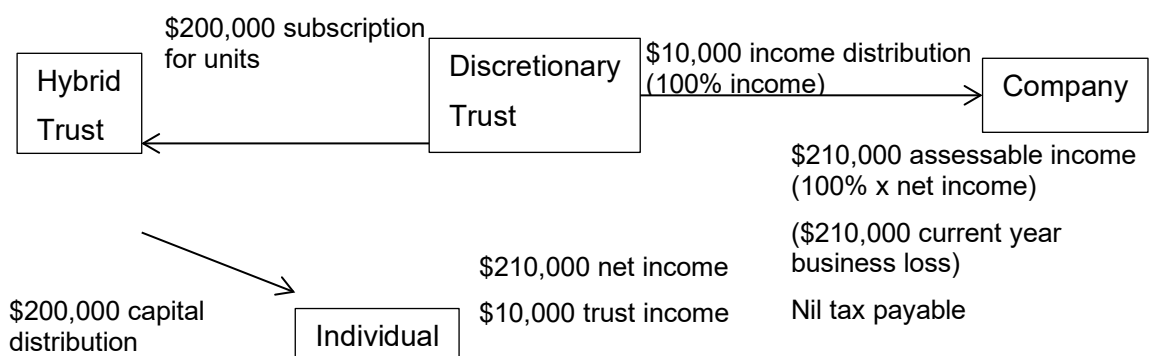 $200,000 subscription
for units
Hybrid
Trust
Discretionary
Trust
$10,000 income distribution
(100% income)
Company
$210,000 assessable income
(100% x net income)
($210,000 current year
business loss)
Nil tax payable
$210,000 net income
$10,000 trust income
$200,000 capital
distribution
Individual